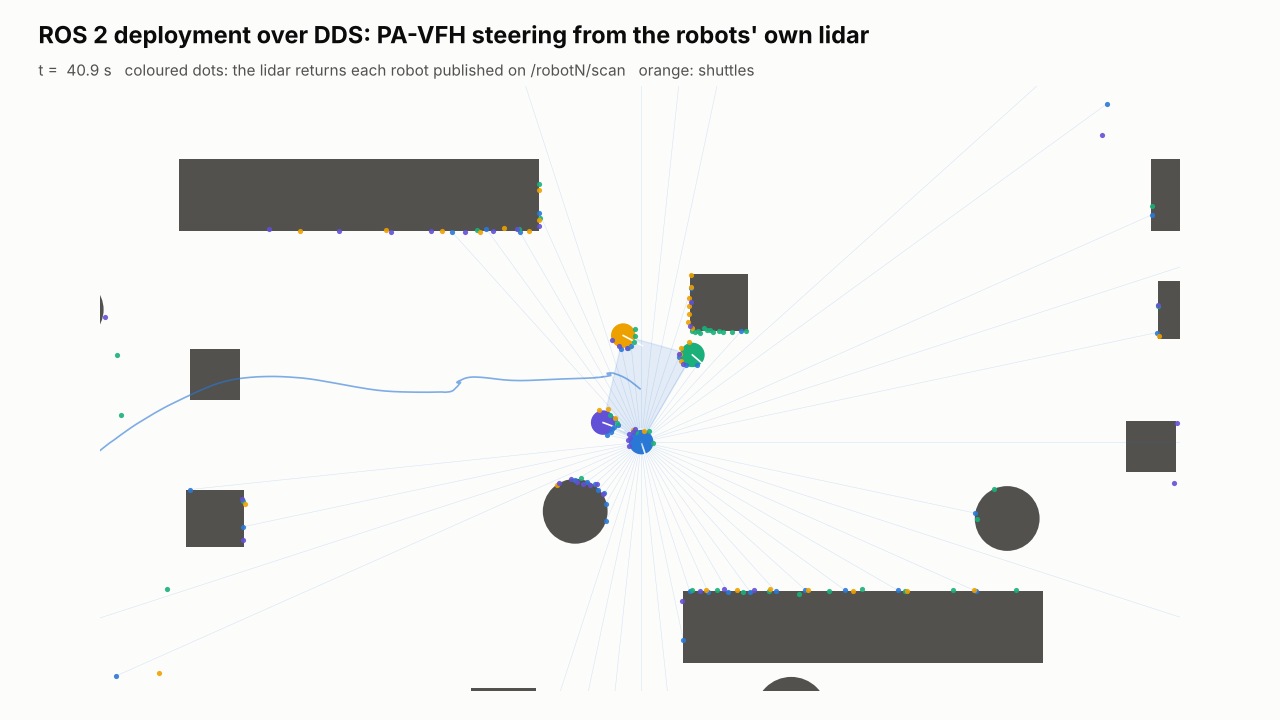 ROS 2 deployment over DDS: PA-VFH steering from the robots' own lidar
t =  40.9 s   coloured dots: the lidar returns each robot published on /robotN/scan   orange: shuttles